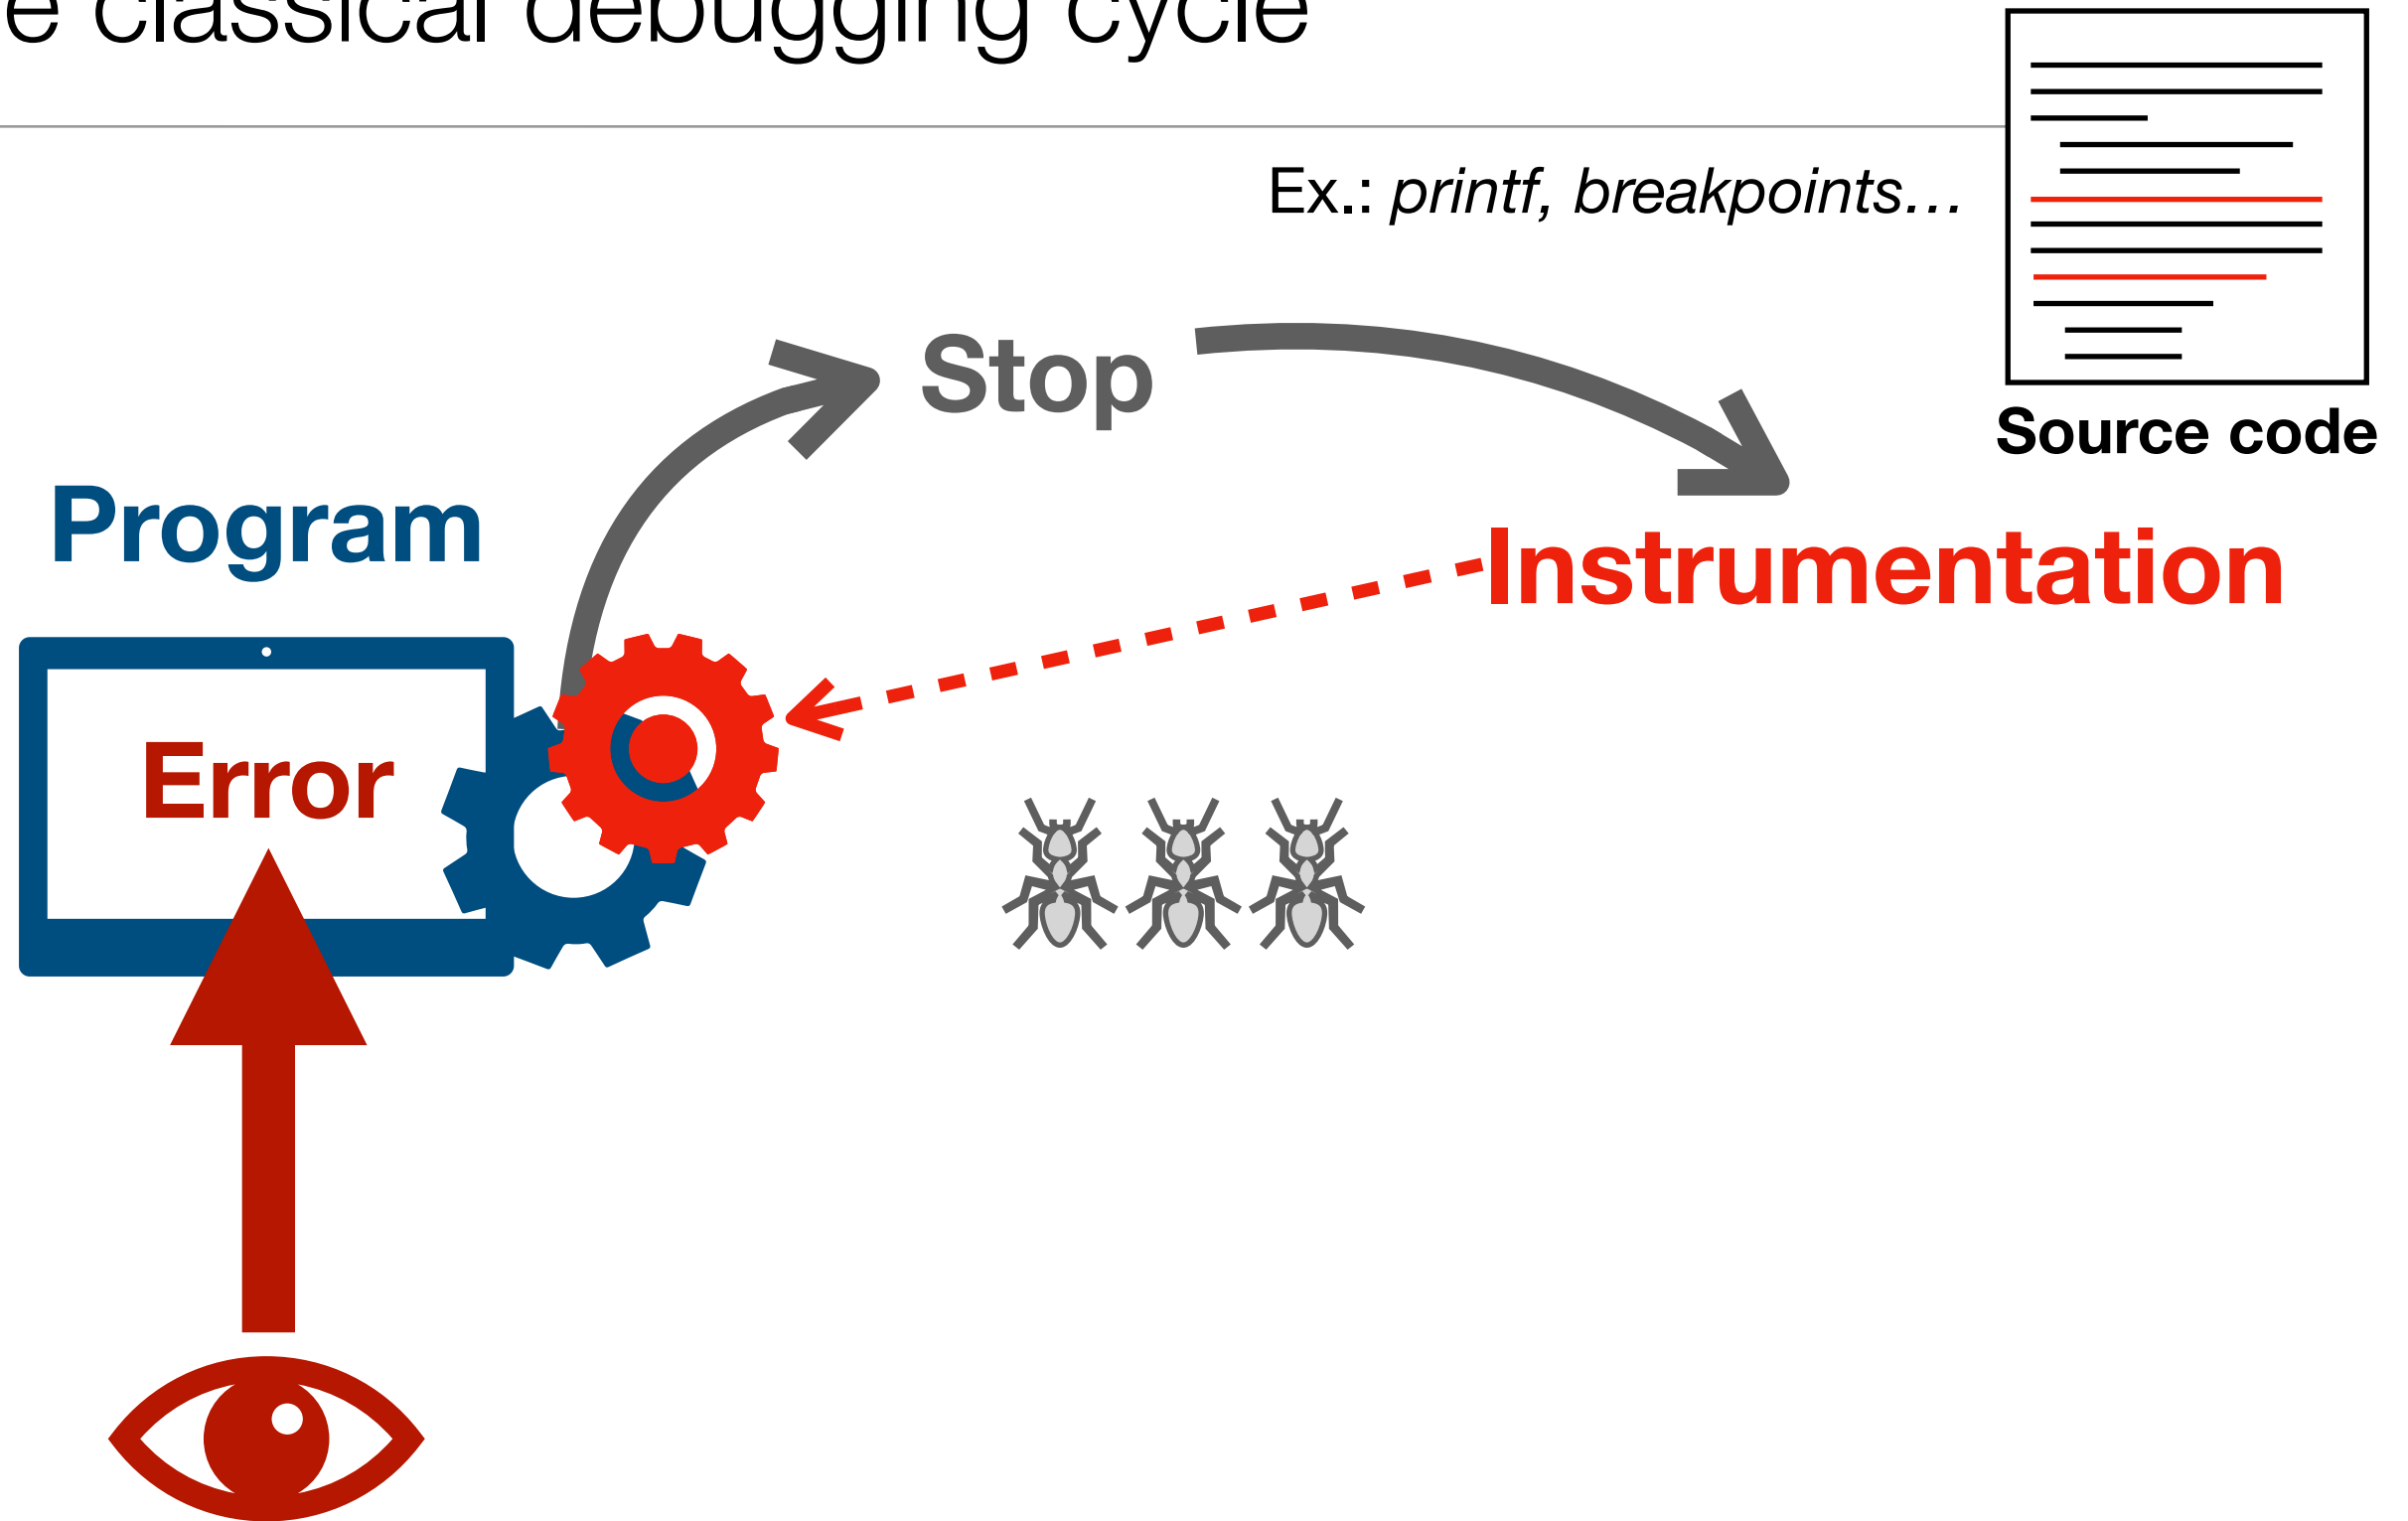 e classical debugging cycle
Ex.: printf, breakpoints…
Stop
Source code
Program
Instrumentation
Error